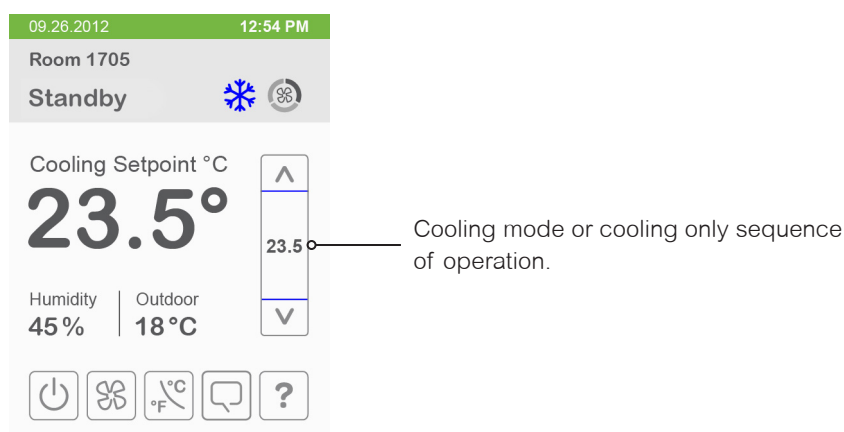 09.26.2012 12:54 PM
Room 1705
Standby
Cooling Setpoint °C
23.5°
23.5
Cooling mode or cooling only sequence
of operation.
Humidity Outdoor
45% 18°C
°C
°F
?